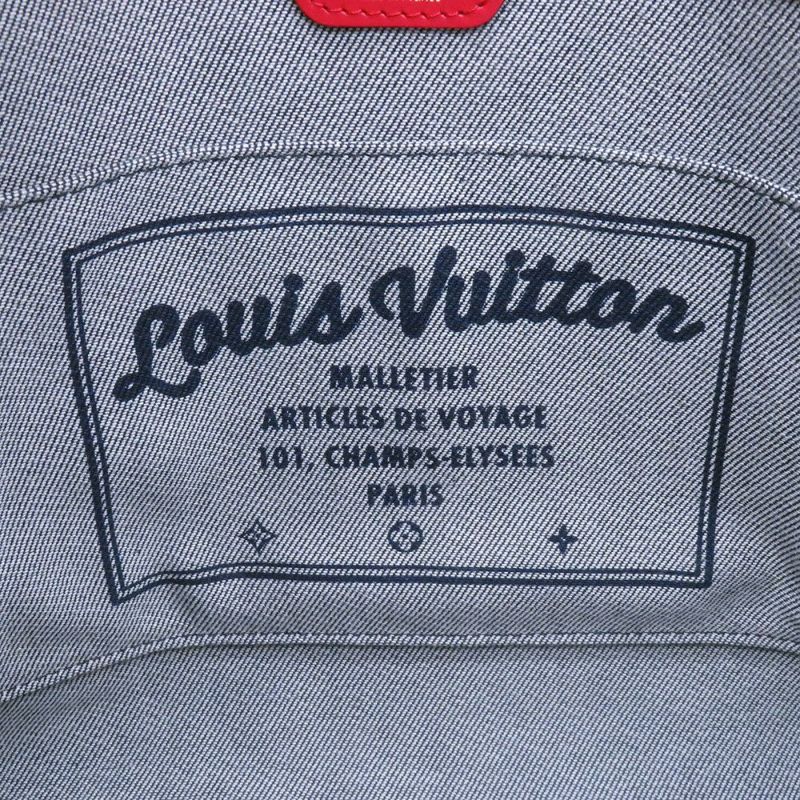 Louis Vuitton
MALLETIER
ARTICLES DE VOYAGE
101, CHAMPS-ELYSEES
PARIS